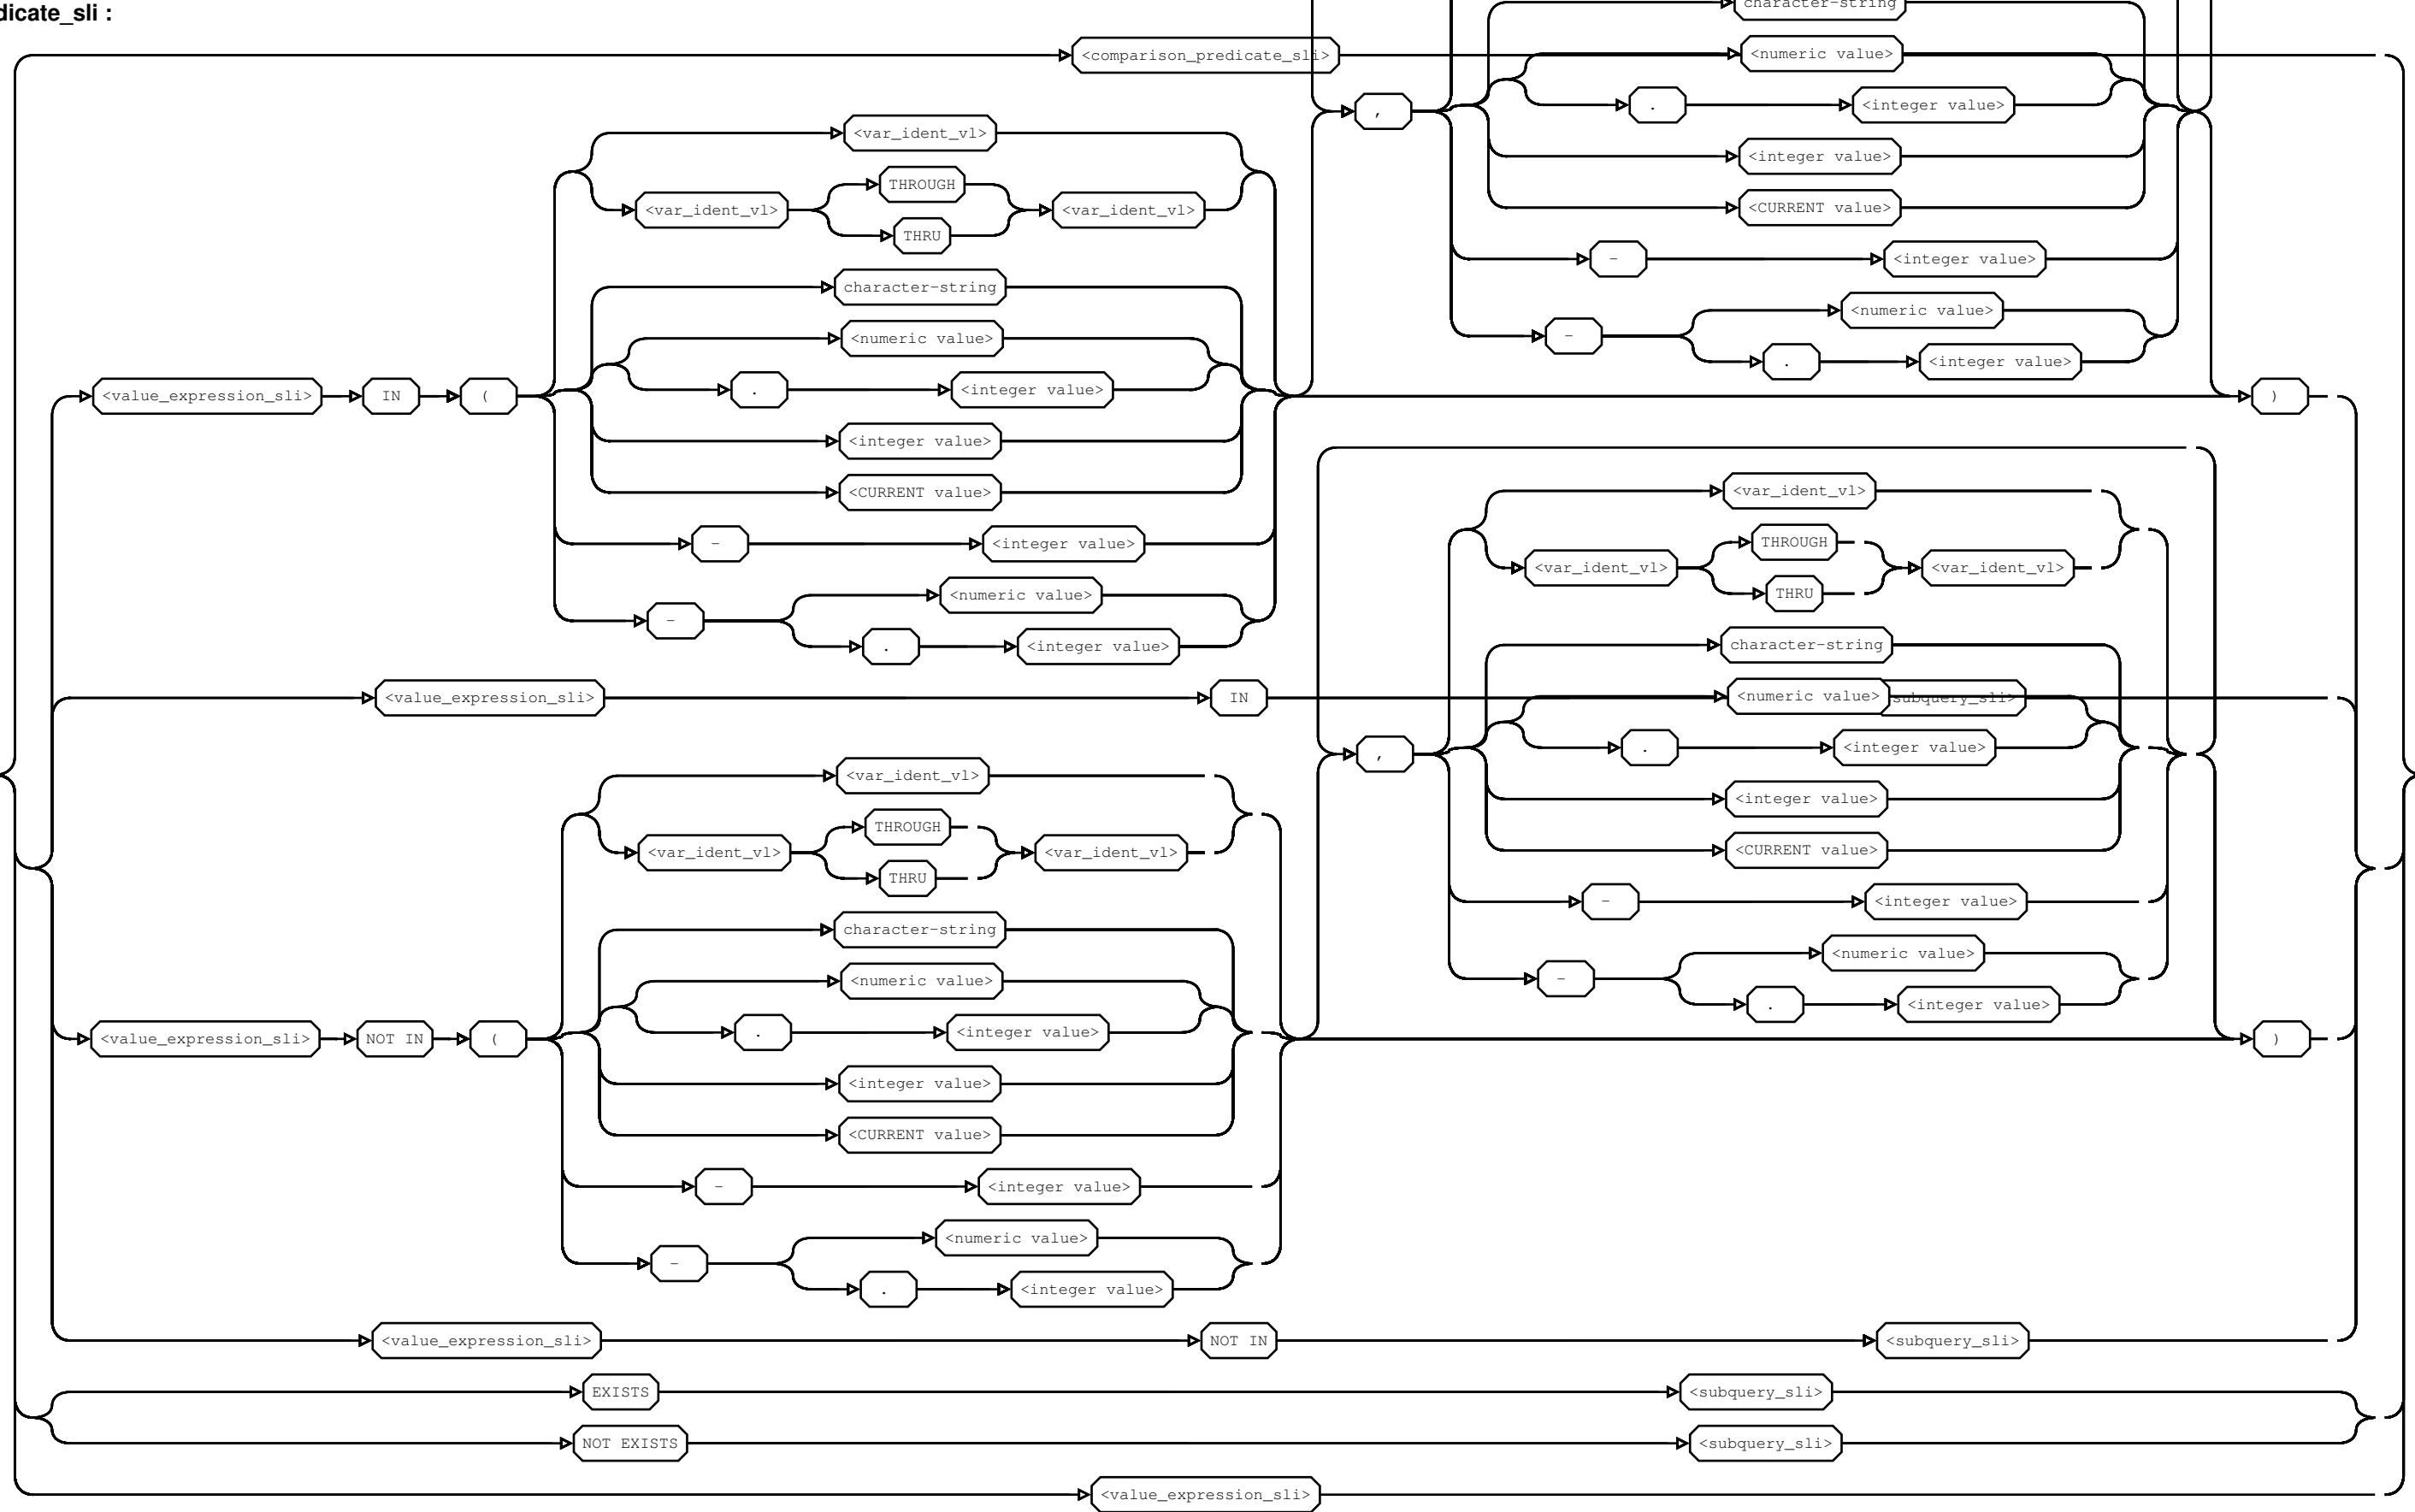 dicate_sli :
character-string
<comparison_predicate_sli> <numeric value>
, . <integer value>
<var_ident_vl> <integer value>
THROUGH
<var_ident_vl> <var_ident_vl> <CURRENT value>
THRU
- <integer value>
character-string
<numeric value>
<numeric value> -
. <integer value>
<value_expression_sli> IN ( . <integer value> )
<integer value>
<CURRENT value> <var_ident_vl>
- <integer value> THROUGH
<var_ident_vl> <var_ident_vl>
<numeric value> THRU
-
. <integer value> character-string
<value_expression_sli> IN <numeric value> subquery_sli>
, . <integer value>
<var_ident_vl> <integer value>
THROUGH
<var_ident_vl> <var_ident_vl> <CURRENT value>
THRU
- <integer value>
character-string
<numeric value>
<numeric value> -
. <integer value>
<value_expression_sli> NOT IN ( . <integer value> )
<integer value>
<CURRENT value>
- <integer value>
<numeric value>
-
. <integer value>
<value_expression_sli> NOT IN <subquery_sli>
EXISTS <subquery_sli>
NOT EXISTS <subquery_sli>
<value_expression_sli>